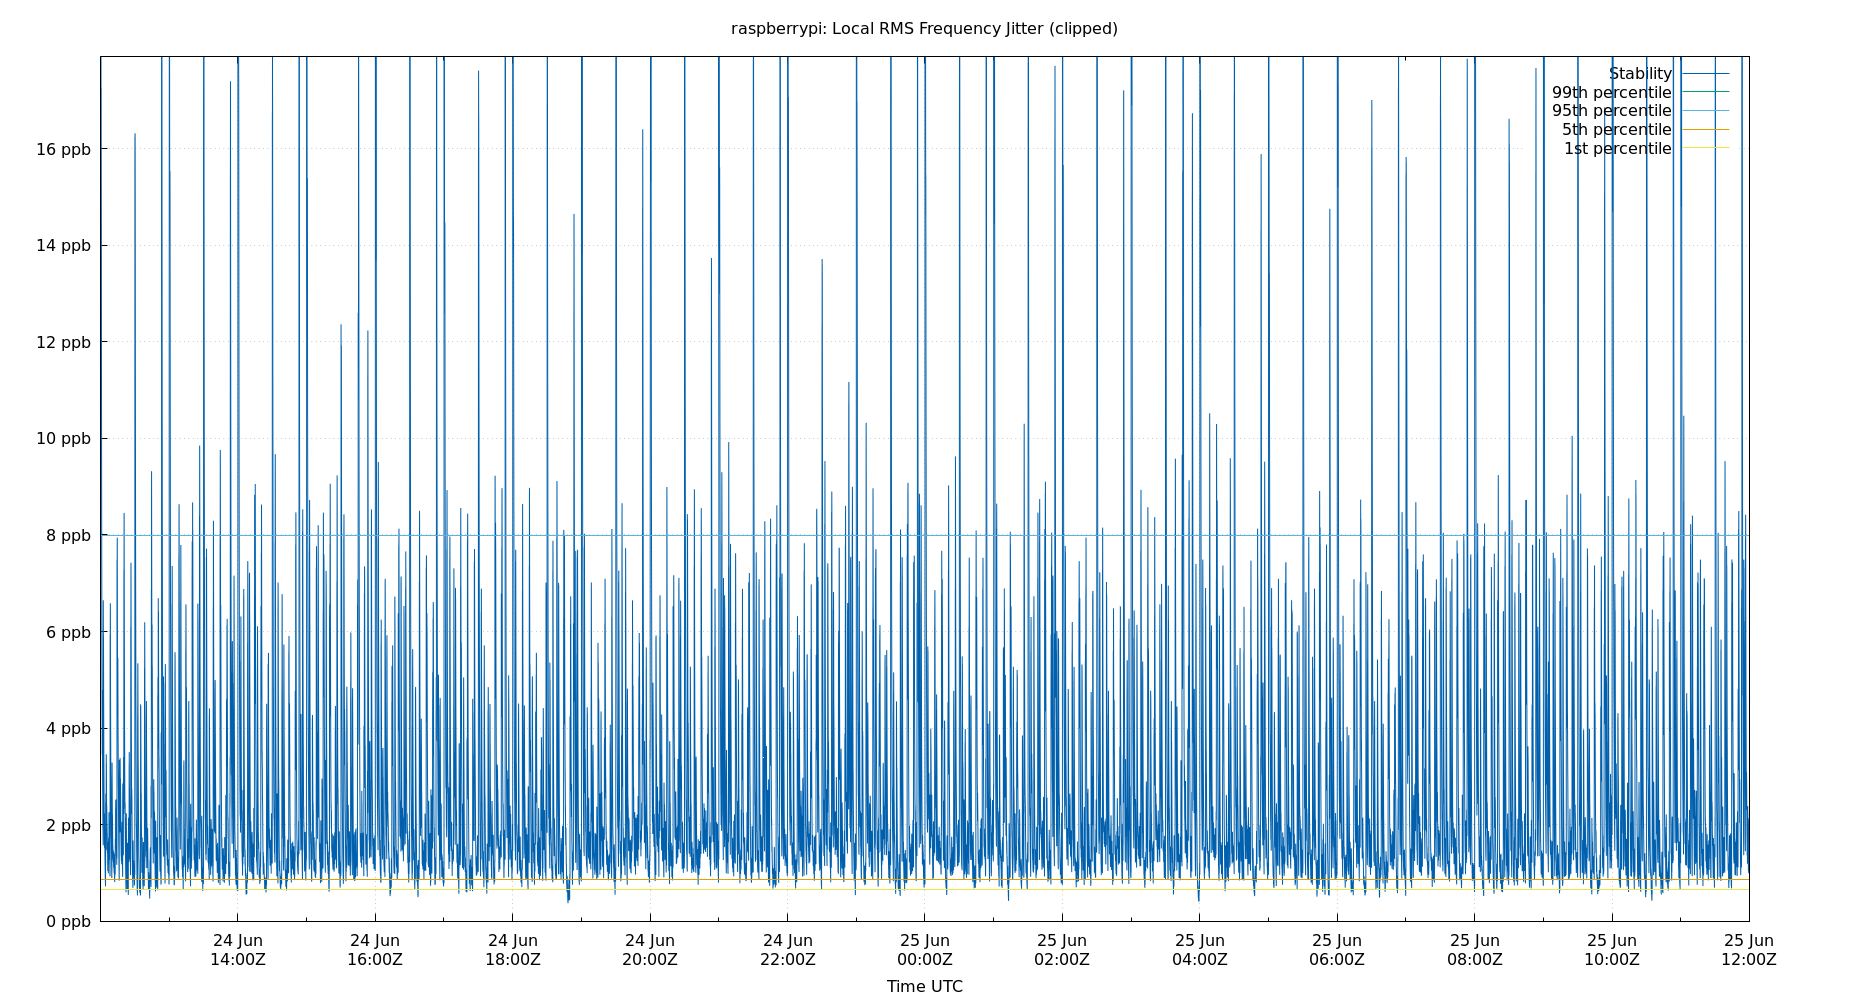 raspberrypi: Local RMS Frequency Jitter (clipped)
Stability
99th percentile
95th percentile
5th percentile
1st percentile
16 ppb
14 ppb
12 ppb
10 ppb
8 ppb
6 ppb
4 ppb
2 ppb
0 ppb
24 Jun 24 Jun 24 Jun 24 Jun 24 Jun 25 Jun 25 Jun 25 Jun 25 Jun 25 Jun 25 Jun 25 Jun
14:00Z 16:00Z 18:00Z 20:00Z 22:00Z 00:00Z 02:00Z 04:00Z 06:00Z 08:00Z 10:00Z 12:00Z
Time UTC